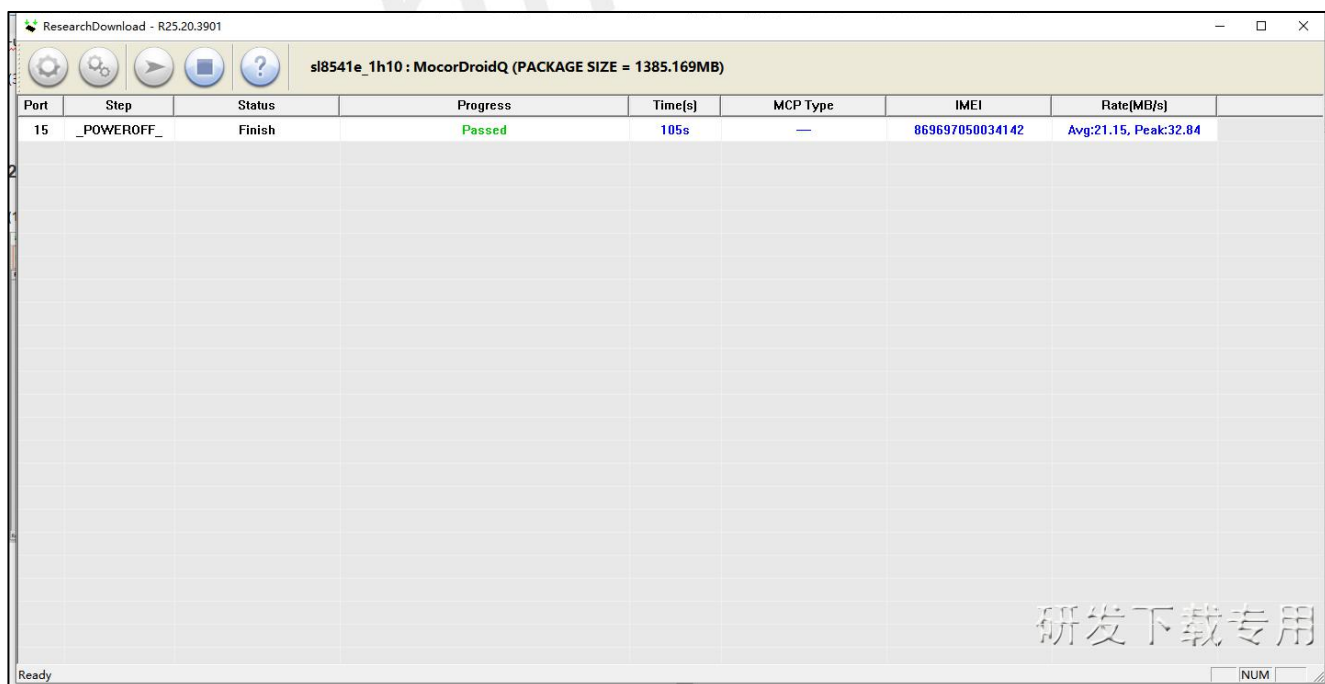 ResearchDownload - R25.20.3901
sl8541e_1h10 : MocorDroidQ (PACKAGE SIZE = 1385.169MB)
Port Step Status Progress Time(s) MCP Type IMEI Rate(MB/s)
15 _POWEROFF_ Finish Passed 105s — 869697050034142 Avg:21.15, Peak:32.84
研发下载专用
Ready NUM